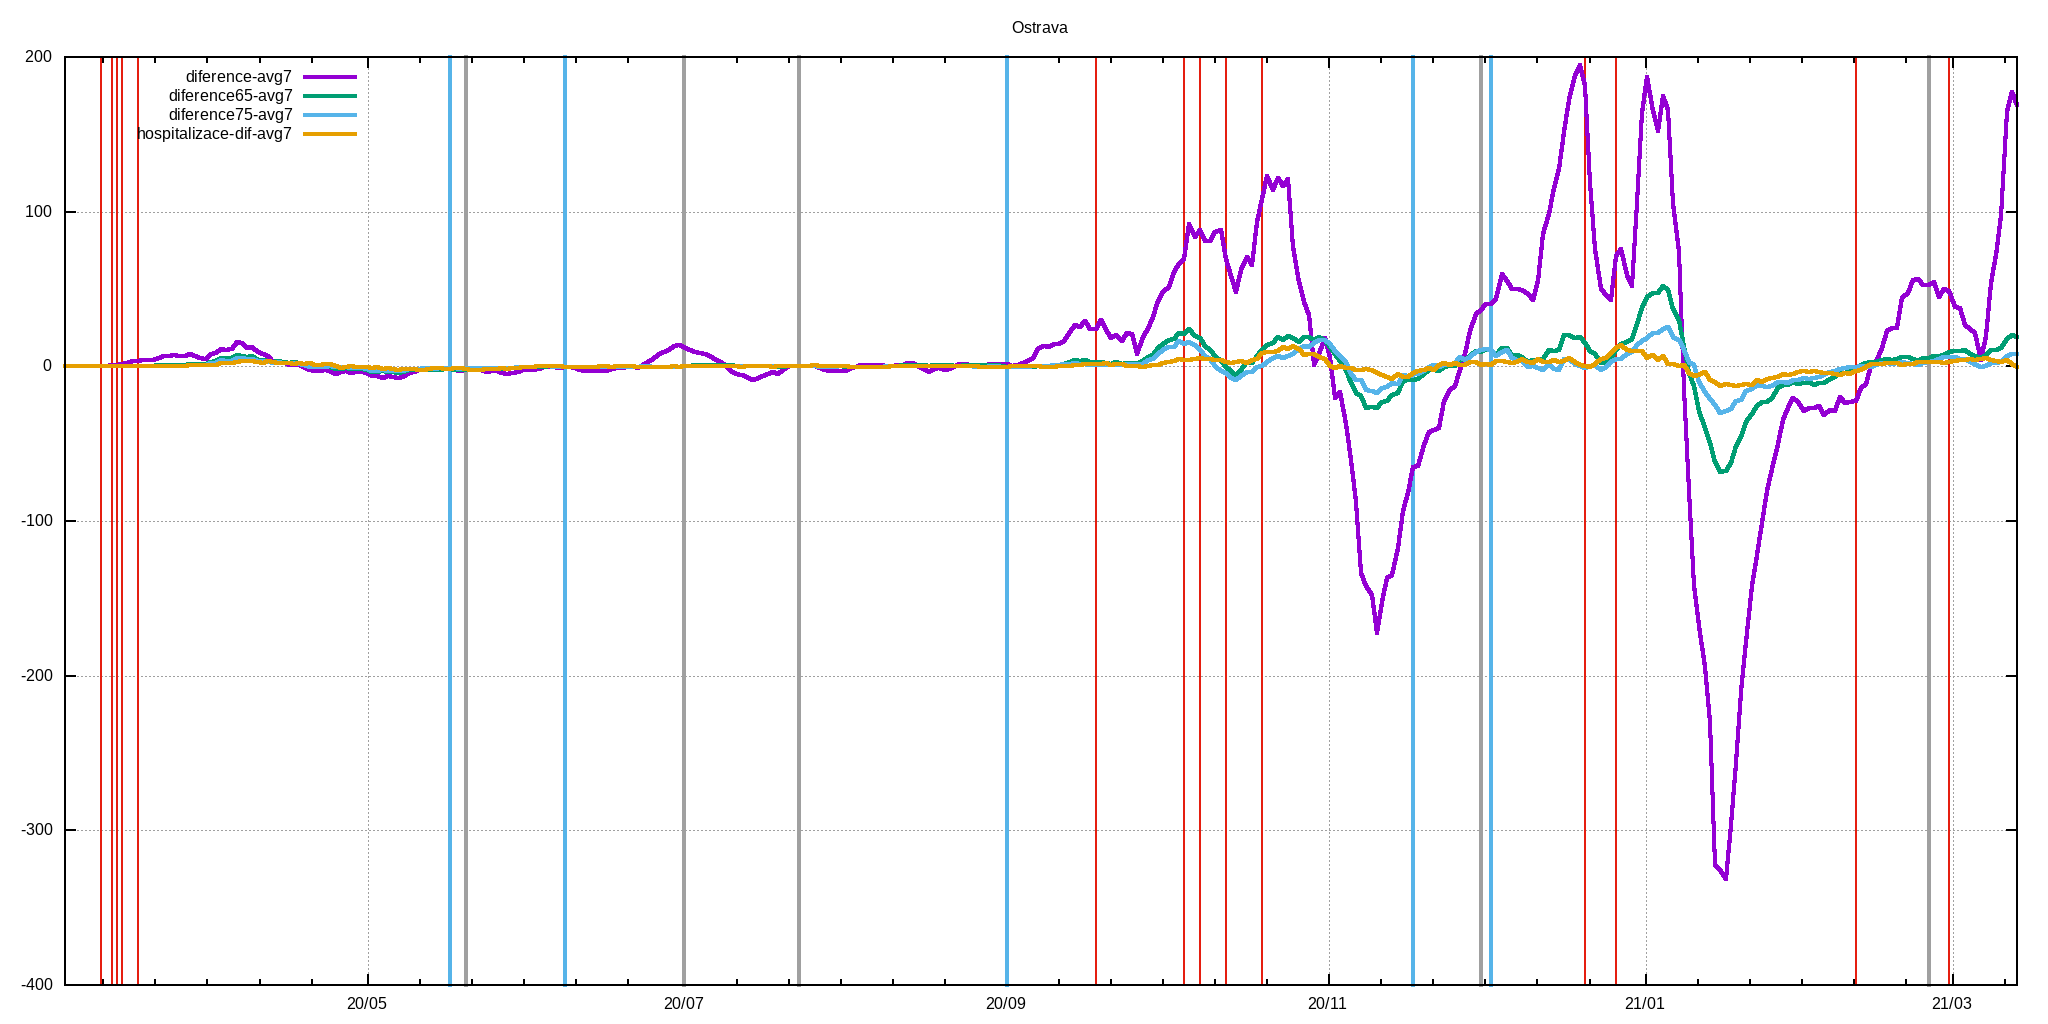 Ostrava
200
diference-avg7
diference65-avg7
diference75-avg7
hospitalizace-dif-avg7
100
0
-100
-200
-300
-400
20/05 20/07 20/09 20/11 21/01 21/03